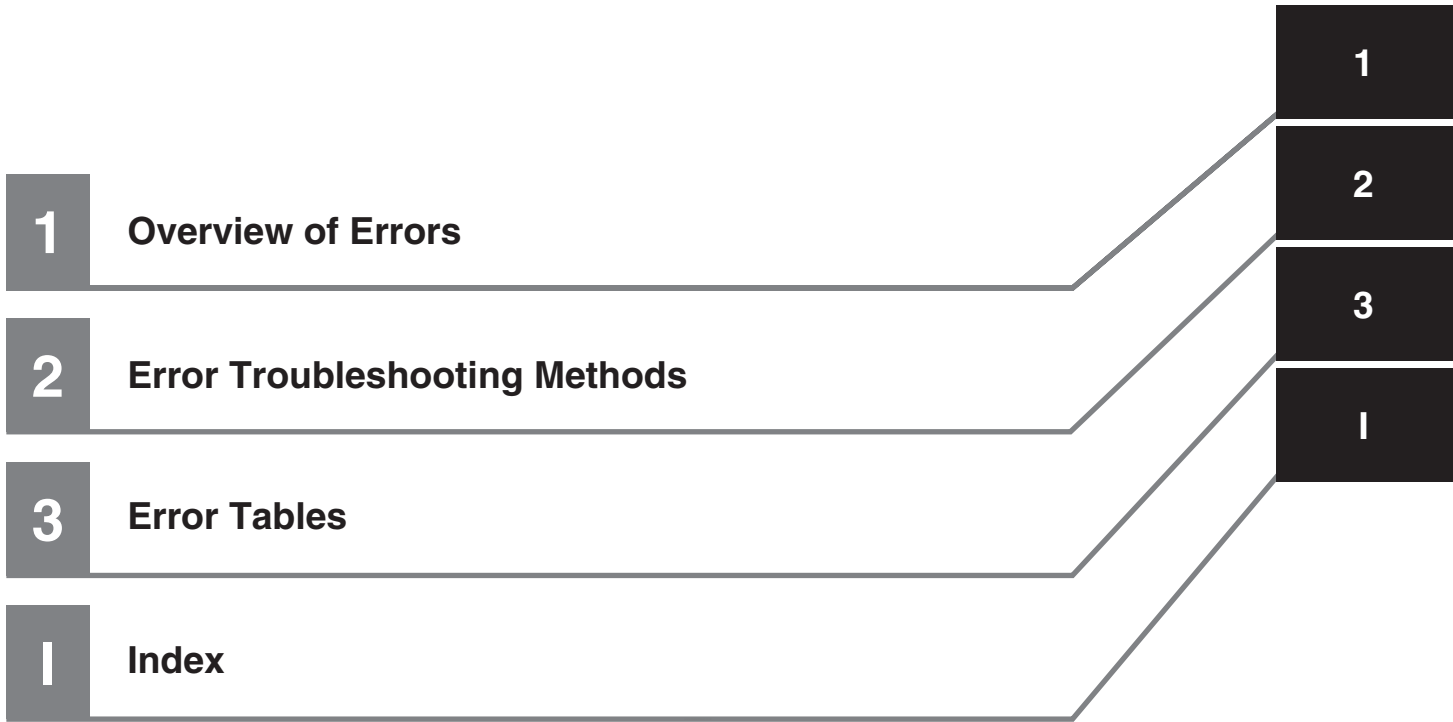 1 Overview of Errors
2 Error Troubleshooting Methods
3 Error Tables
I Index
1
2
3
I